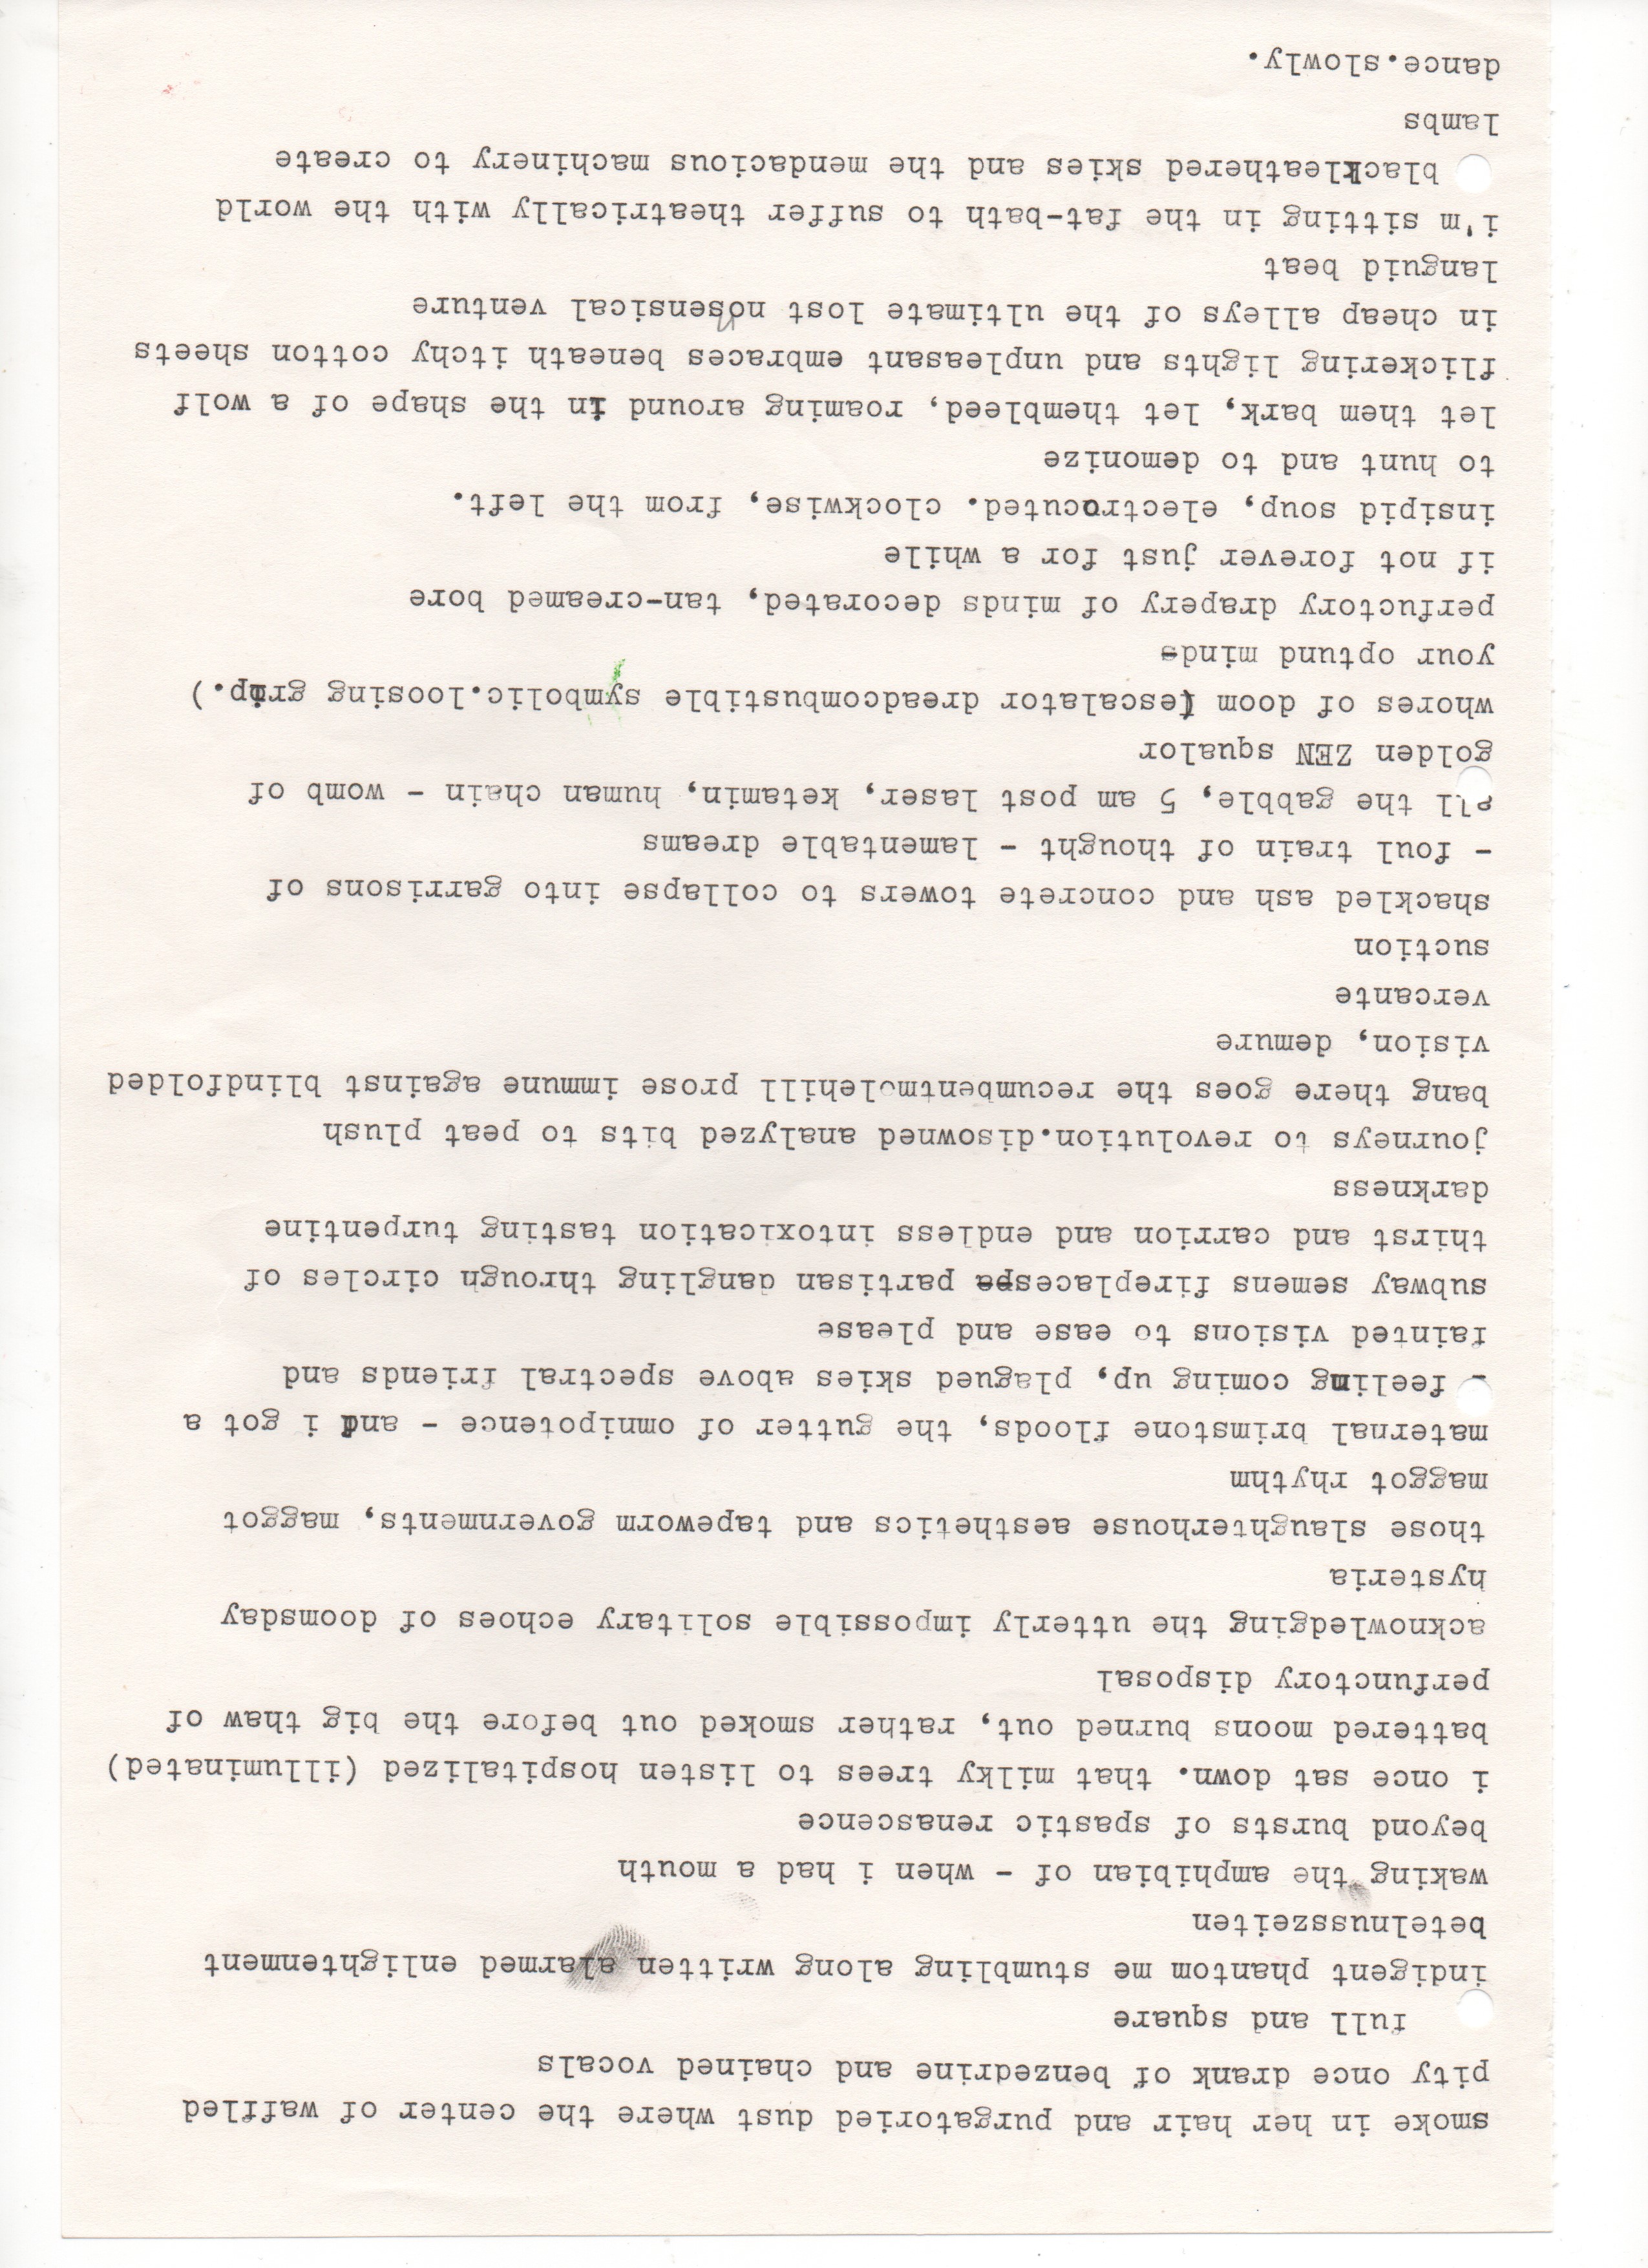 smoke in her hair and purgatoried dust where the center of waffled
pity once drank of benzedrine and chained vocals
full and square
indigent phantom me stumbling along written alarmed enlightenment
betelnusszeiten
waking the amphibian of - when i had a mouth
beyond bursts of spastic renascence
i once sat down. that milky trees to listen hospitalized (illuminated)
battered moons burned out, rather smoked out before the big thaw of
perfunctory disposal
acknowledging the utterly impossible solitary echoes of doomsday
hysteria
those slaughterhouse aesthetics and tapeworm governments, maggot
maggot rhythm
maternal brimstone floods, the gutter of omnipotence - and i got a
feeling coming up, plagued skies above spectral friends and
fainted visions to ease and please
subway semens fireplacespa partisan dangling through circles of
thirst and carrion and endless intoxication tasting turpentine
darkness
journeys to revolution.disowned analyzed bits to peat plush
bang there goes the recumbentmolehill prose immune against blindfolded
vision, demure
vercante
suction
shackled ash and concrete towers to collapse into garrisons of
- foul train of thought - lamentable dreams
all the gabble, 5 am post laser, ketamin, human chain - womb of
golden ZEN squalor
whores of doom (escalator dreadcombustible symbolic.loosing grip.)
your optund minds
perfuctory drapery of minds decorated, tan-creamed bore
if not forever just for a while
insipid soup, electrocuted. clockwise, from the left.
to hunt and to demonize
let them bark, let thembleed, roaming around in the shape of a wolf
flickering lights and unpleasant embraces beneath itchy cotton sheets
in cheap alleys of the ultimate lost nonsensical venture
languid beat
i'm sitting in the fat-bath to suffer theatrically with the world
blackleathered skies and the mendacious machinery to create
lambs
dance.slowly.